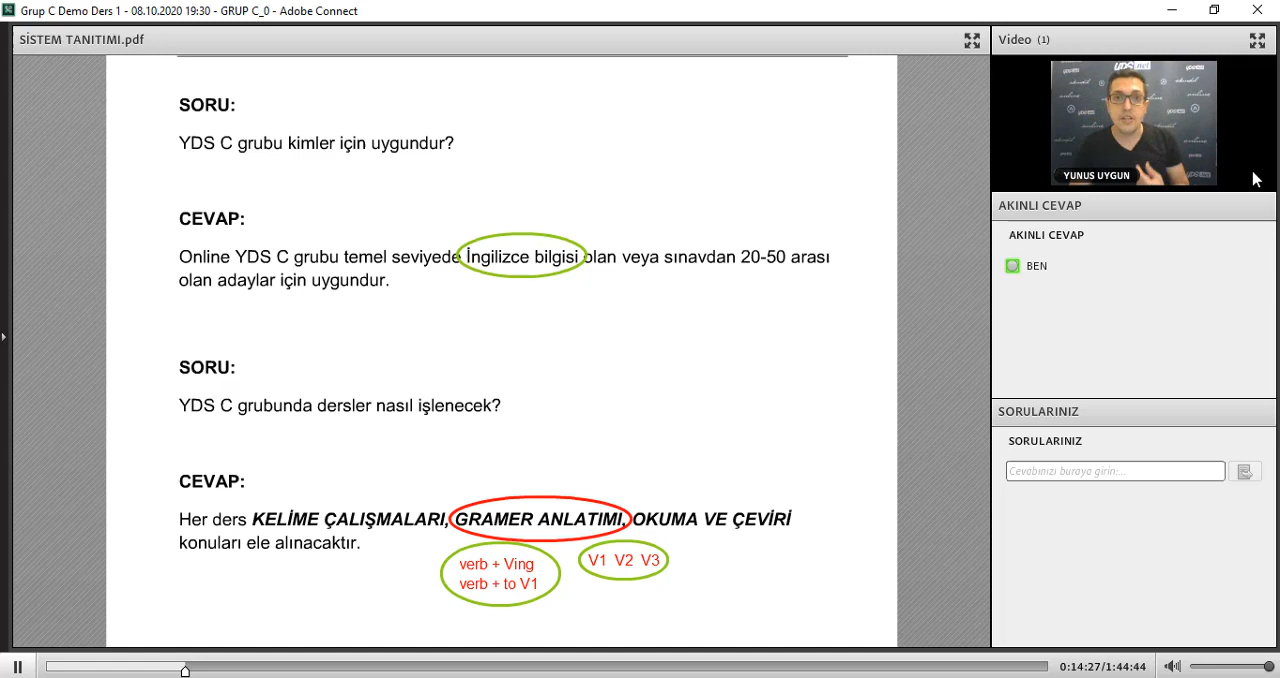 Grup C Demo Ders 1 - 08.10.2020 19:30 - GRUP C_0 - Adobe Connect
SİSTEM TANITIMI.pdf
Video (1)
SORU:
YDS C grubu kimler için uygundur?
CEVAP:
Online YDS C grubu temel seviyede İngilizce bilgisi olan veya sınavdan 20-50 arası
olan adaylar için uygundur.
SORU:
YDS C grubunda dersler nasıl işlenecek?
CEVAP:
Her ders KELİME ÇALIŞMALARI, GRAMER ANLATIMI, OKUMA VE ÇEVİRİ
konuları ele alınacaktır.
verb + Ving
verb + to V1
V1 V2 V3
YUNUS UYGUN
AKINLI CEVAP
AKINLI CEVAP
BEN
SORULARINIZ
SORULARINIZ
Cevabınızı buraya girin:...
0:14:27/1:44:44